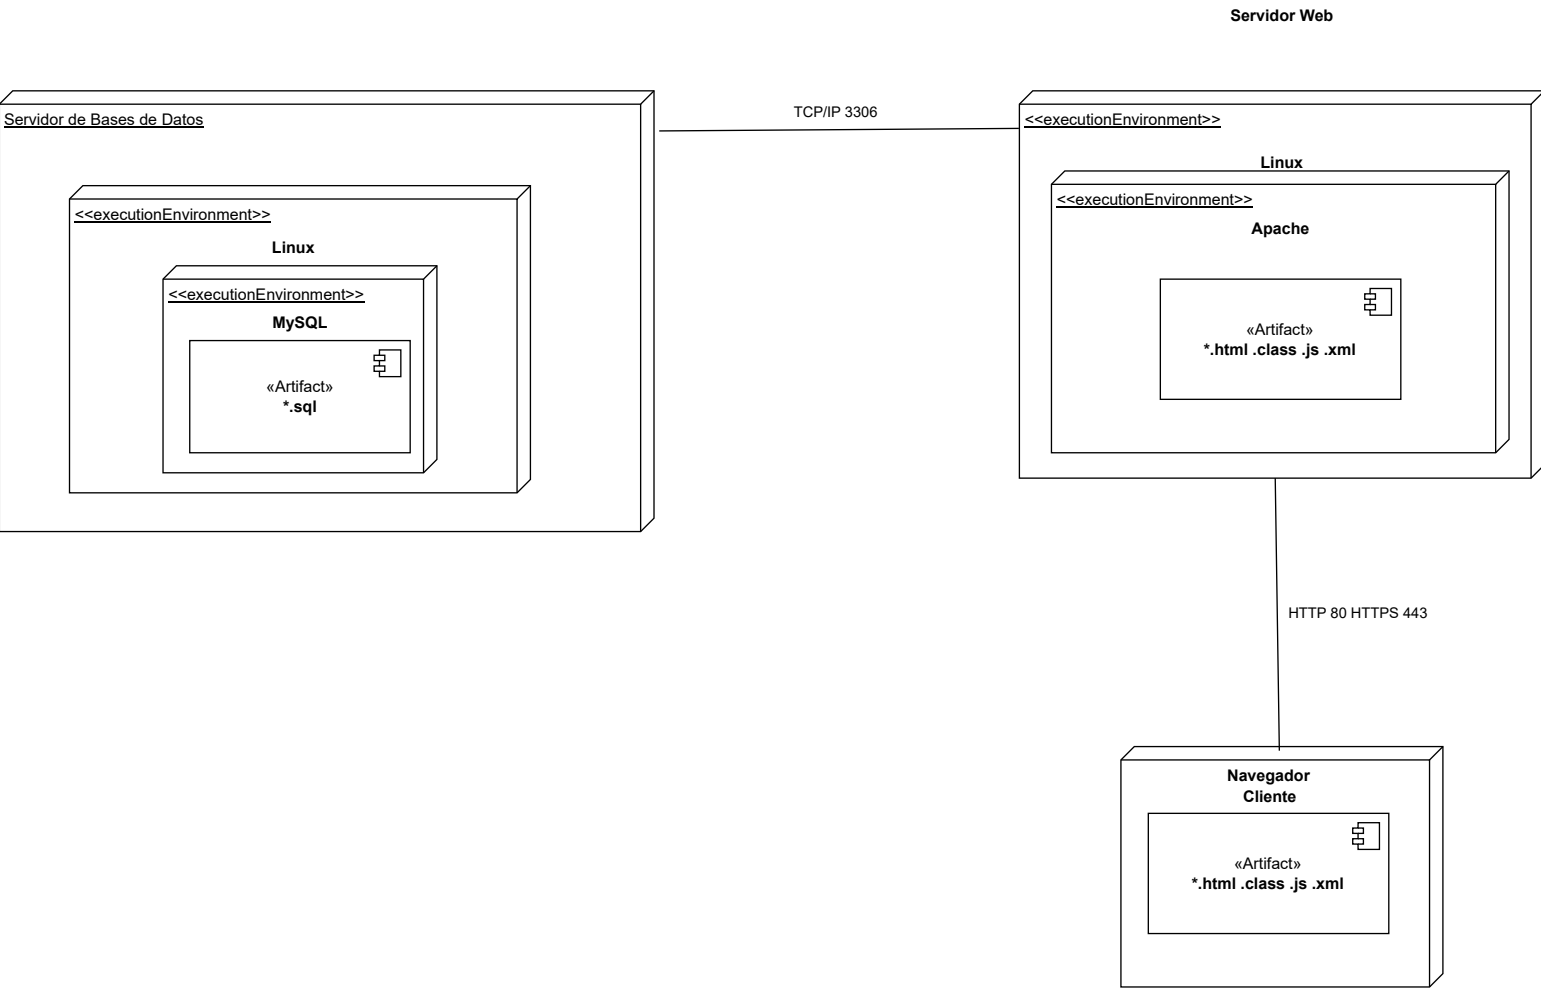 Servidor Web
Servidor de Bases de Datos
<<executionEnvironment>>
Linux
<<executionEnvironment>>
MySQL
«Artifact»
*.sql
TCP/IP 3306
<<executionEnvironment>>
Linux
<<executionEnvironment>>
Apache
«Artifact»
*.html .class .js .xml
HTTP 80 HTTPS 443
Navegador
Cliente
«Artifact»
*.html .class .js .xml